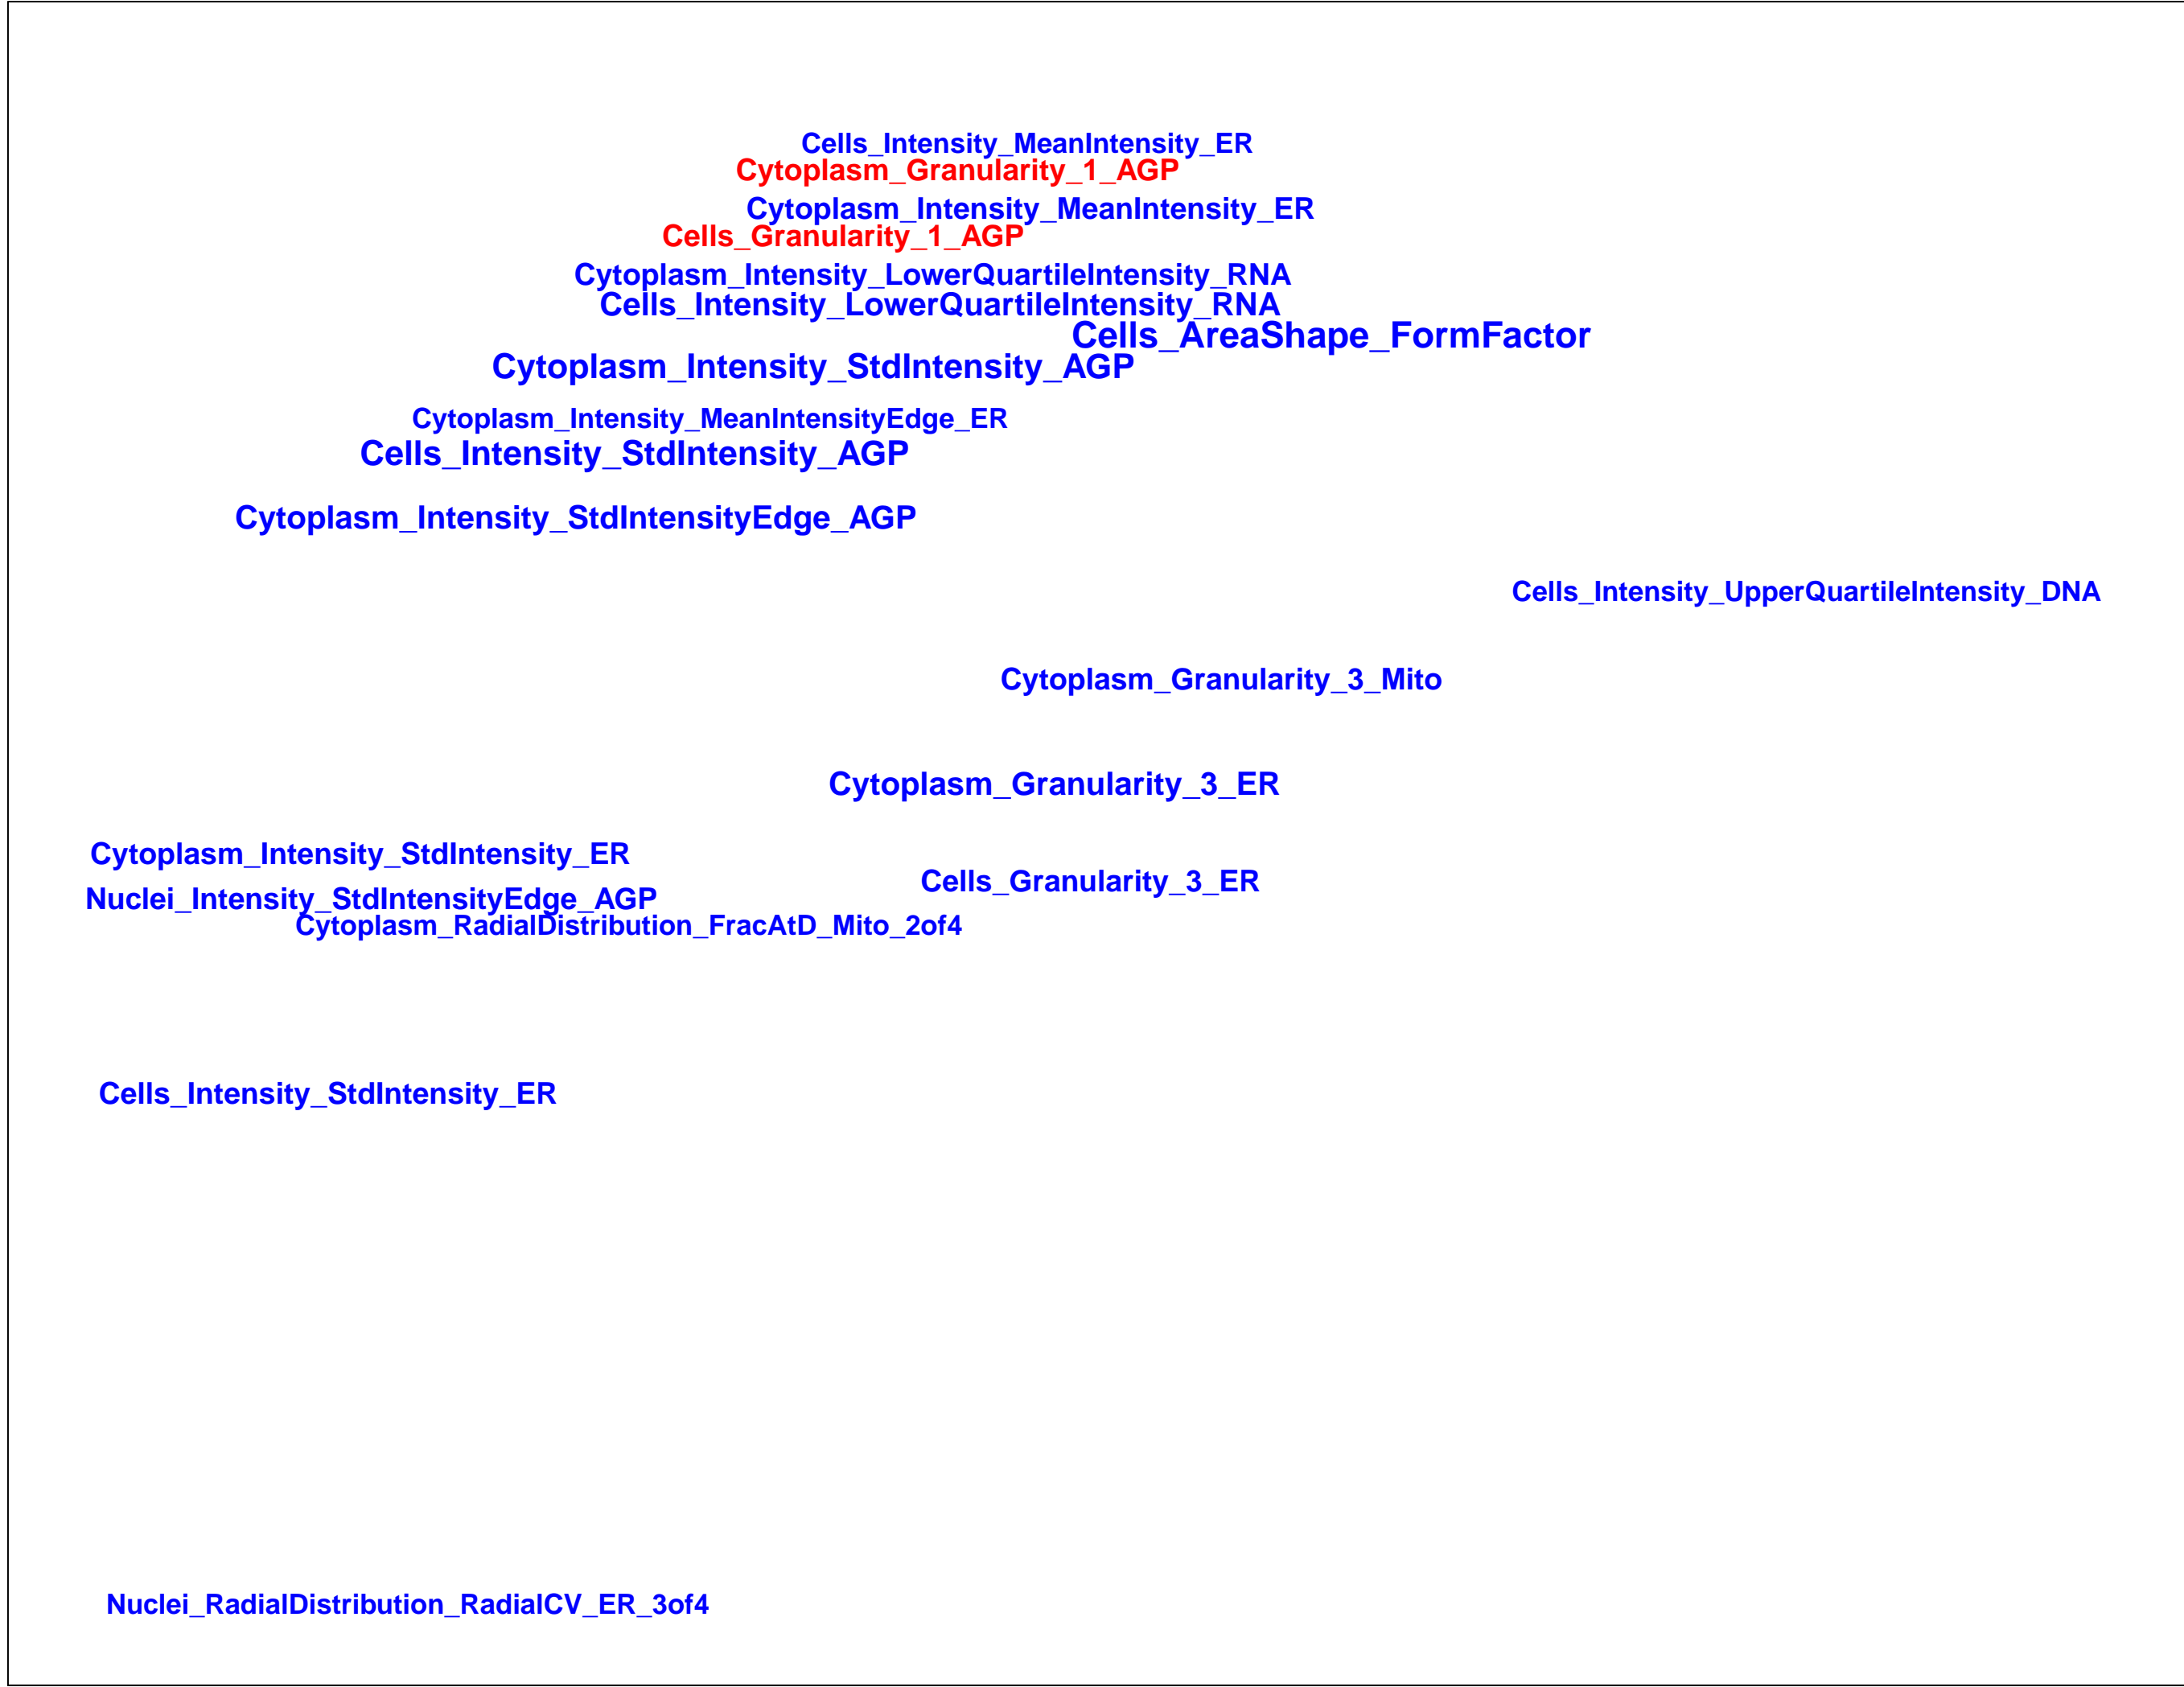 Cells_Intensity_MeanIntensity_ER
Cytoplasm_Granularity_1_AGP
Cytoplasm_Intensity_MeanIntensity_ER
Cells_Granularity_1_AGP
Cytoplasm_Intensity_LowerQuartileIntensity_RNA
Cells_Intensity_LowerQuartileIntensity_RNA
Cells_AreaShape_FormFactor
Cytoplasm_Intensity_StdIntensity_AGP
Cytoplasm_Intensity_MeanIntensityEdge_ER
Cells_Intensity_StdIntensity_AGP
Cytoplasm_Intensity_StdIntensityEdge_AGP
Cells_Intensity_UpperQuartileIntensity_DNA
Cytoplasm_Granularity_3_Mito
Cytoplasm_Granularity_3_ER
Cytoplasm_Intensity_StdIntensity_ER
Cells_Granularity_3_ER
Nuclei_Intensity_StdIntensityEdge_AGP
Cytoplasm_RadialDistribution_FracAtD_Mito_2of4
Cells_Intensity_StdIntensity_ER
Nuclei_RadialDistribution_RadialCV_ER_3of4